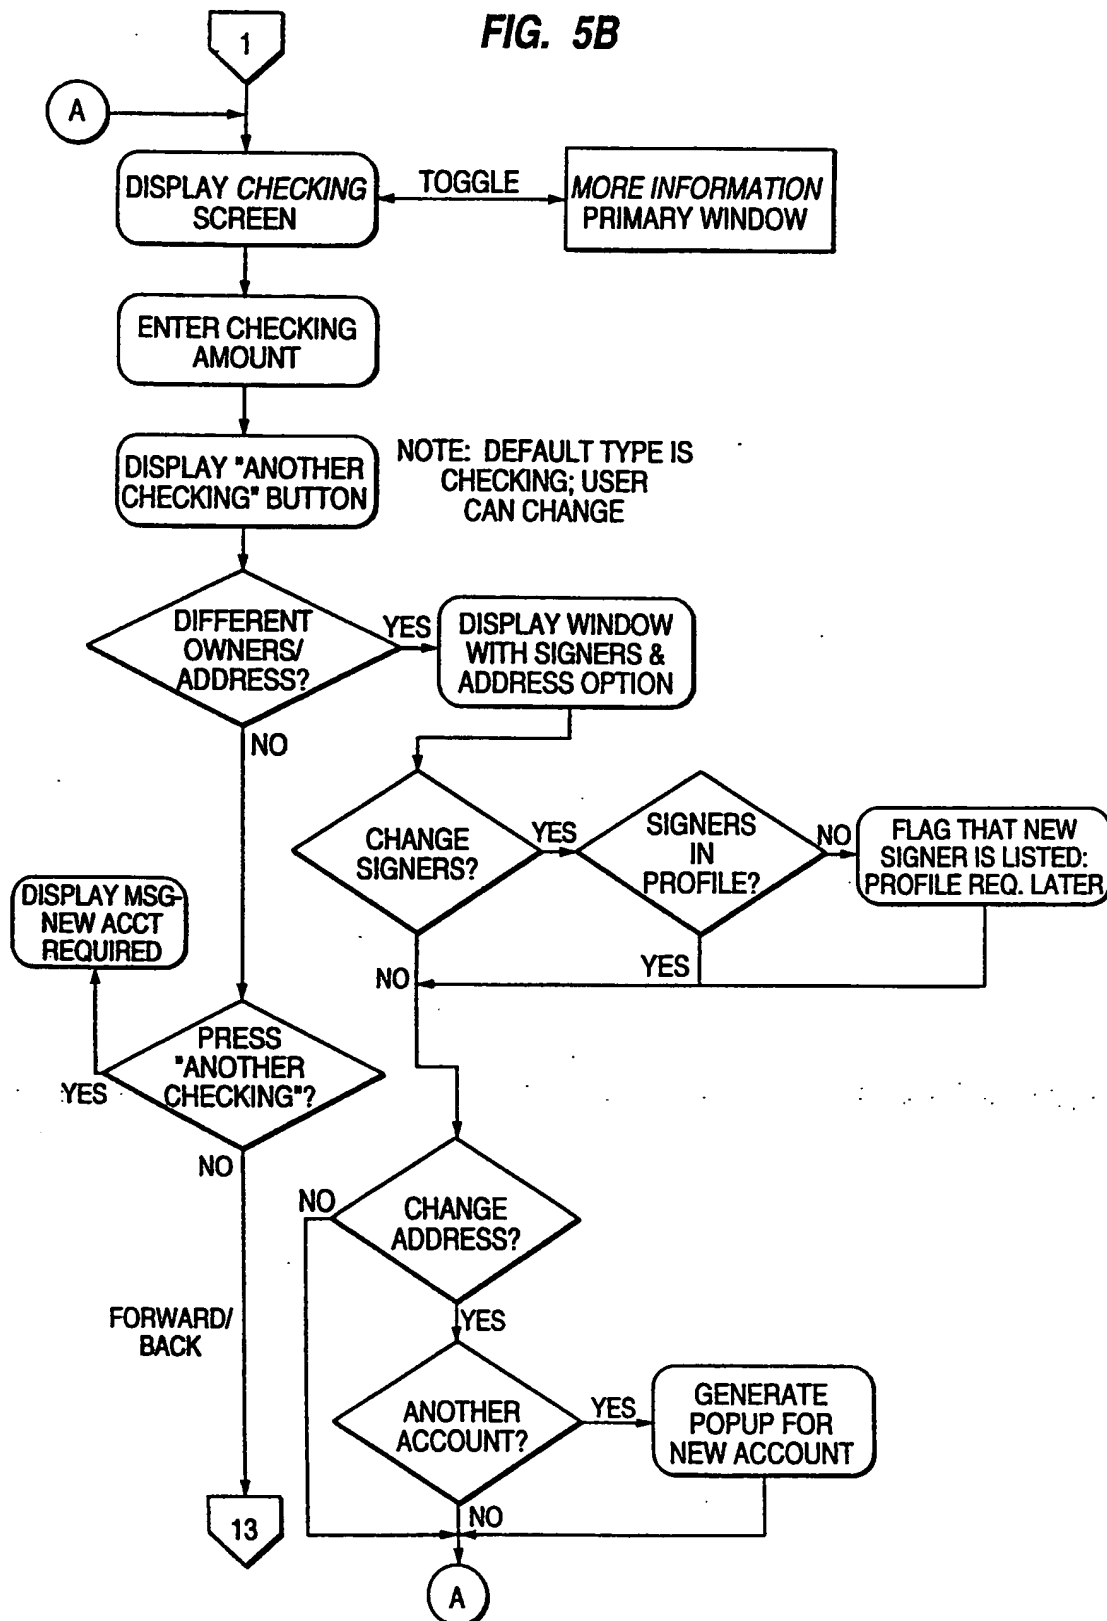 FIG. 5B
1
A
DISPLAY CHECKING
SCREEN
TOGGLE
MORE INFORMATION
PRIMARY WINDOW
ENTER CHECKING
AMOUNT
DISPLAY "ANOTHER
CHECKING" BUTTON
NOTE: DEFAULT TYPE IS
CHECKING; USER
CAN CHANGE
DIFFERENT
OWNERS/
ADDRESS?
YES
DISPLAY WINDOW
WITH SIGNERS &
ADDRESS OPTION
NO
CHANGE
SIGNERS?
YES
SIGNERS
IN
PROFILE?
NO
FLAG THAT NEW
SIGNER IS LISTED:
PROFILE REQ. LATER
DISPLAY MSG-
NEW ACCT
REQUIRED
NO
YES
PRESS
"ANOTHER
CHECKING"?
YES
NO
NO
CHANGE
ADDRESS?
YES
FORWARD/
BACK
ANOTHER
ACCOUNT?
YES
GENERATE
POPUP FOR
NEW ACCOUNT
NO
13
A